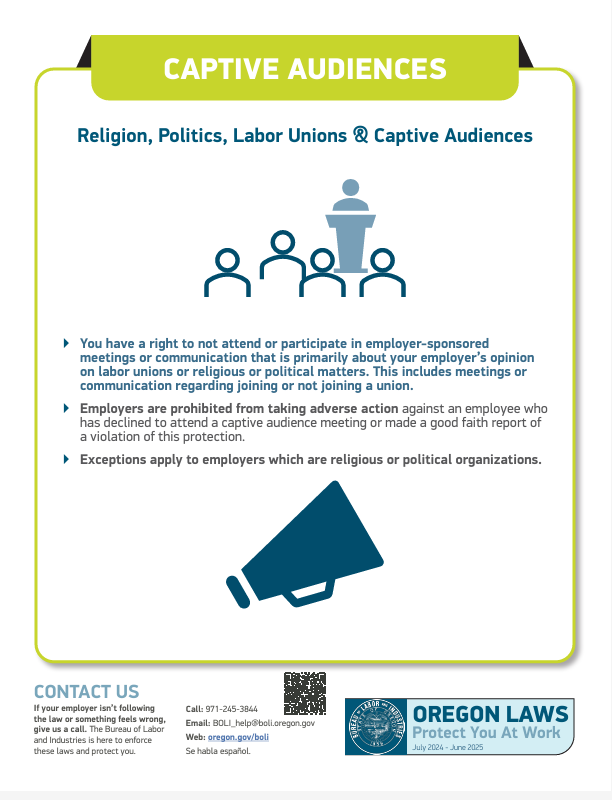 CAPTIVE AUDIENCES
Religion, Politics, Labor Unions & Captive Audiences
You have a right to not attend or participate in employer-sponsored
meetings or communication that is primarily about your employer's opinion
on labor unions or religious or political matters. This includes meetings or
communication regarding joining or not joining a union.
Employers are prohibited from taking adverse action against an employee who
has declined to attend a captive audience meeting or made a good faith report of
a violation of this protection.
Exceptions apply to employers which are religious or political organizations.
CONTACT US
If your employer isn't following
the law or something feels wrong,
give us a call. The Bureau of Labor
and Industries is here to enforce
these laws and protect you.
Call: 971-245-3844
Email: BOLI_help@boli.oregon.gov
Web: oregon.gov/boli
Se habla español.
BUREAU of LABOR and INDUSTRIES
OREGON LAWS
Protect You At Work
July 2024 - June 2025